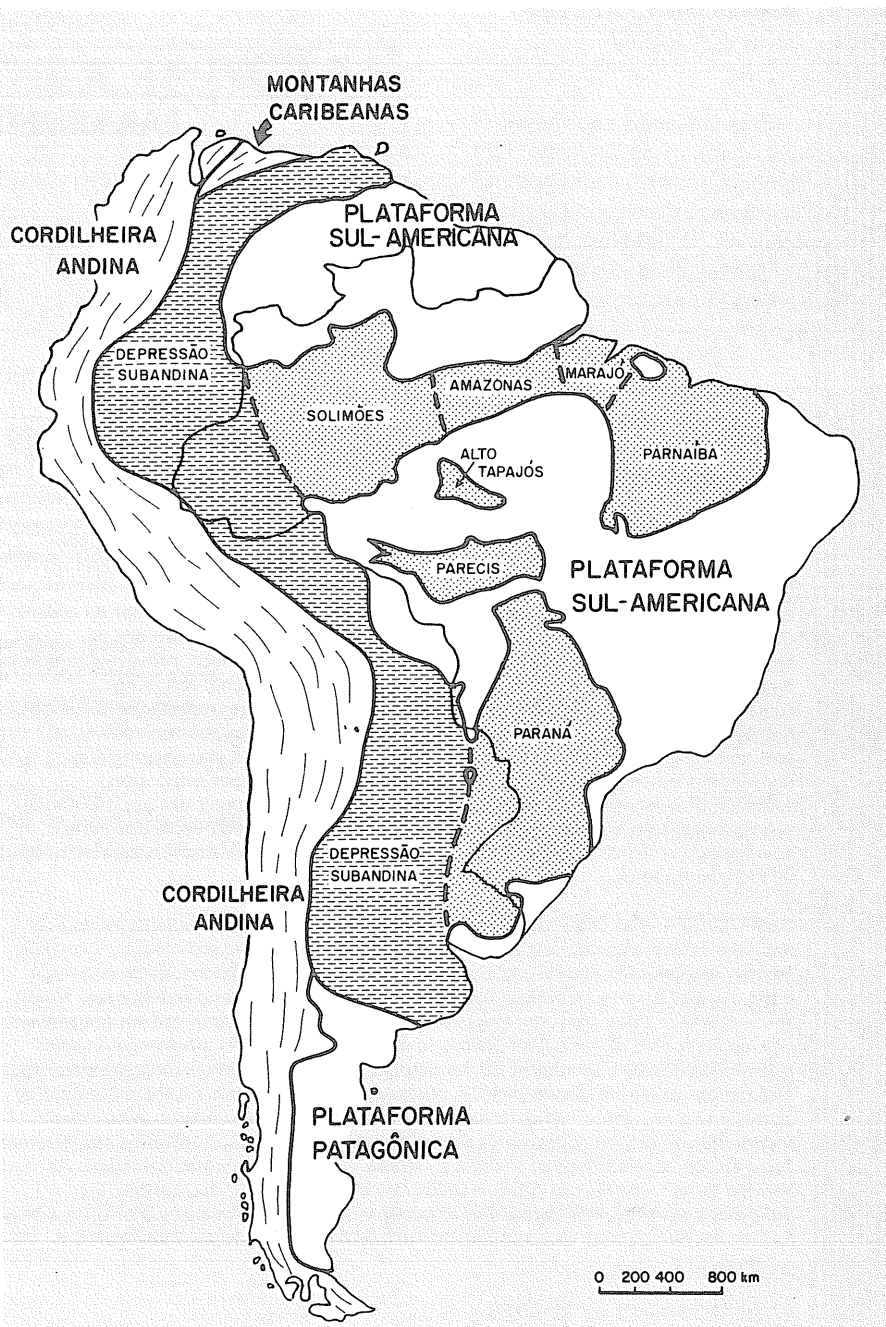 MONTANHAS
CARIBEANAS
PLATAFORMA
SUL-AMERICANA
CORDILHEIRA
ANDINA
DEPRESSÃO
SUBANDINA
SOLIMÕES
AMAZONAS
MARAJÓ
PARNAÍBA
ALTO
TAPAJÓS
PARECIS
PLATAFORMA
SUL-AMERICANA
PARANÁ
DEPRESSÃO
SUBANDINA
CORDILHEIRA
ANDINA
PLATAFORMA
PATAGÔNICA
0 200 400 800 km